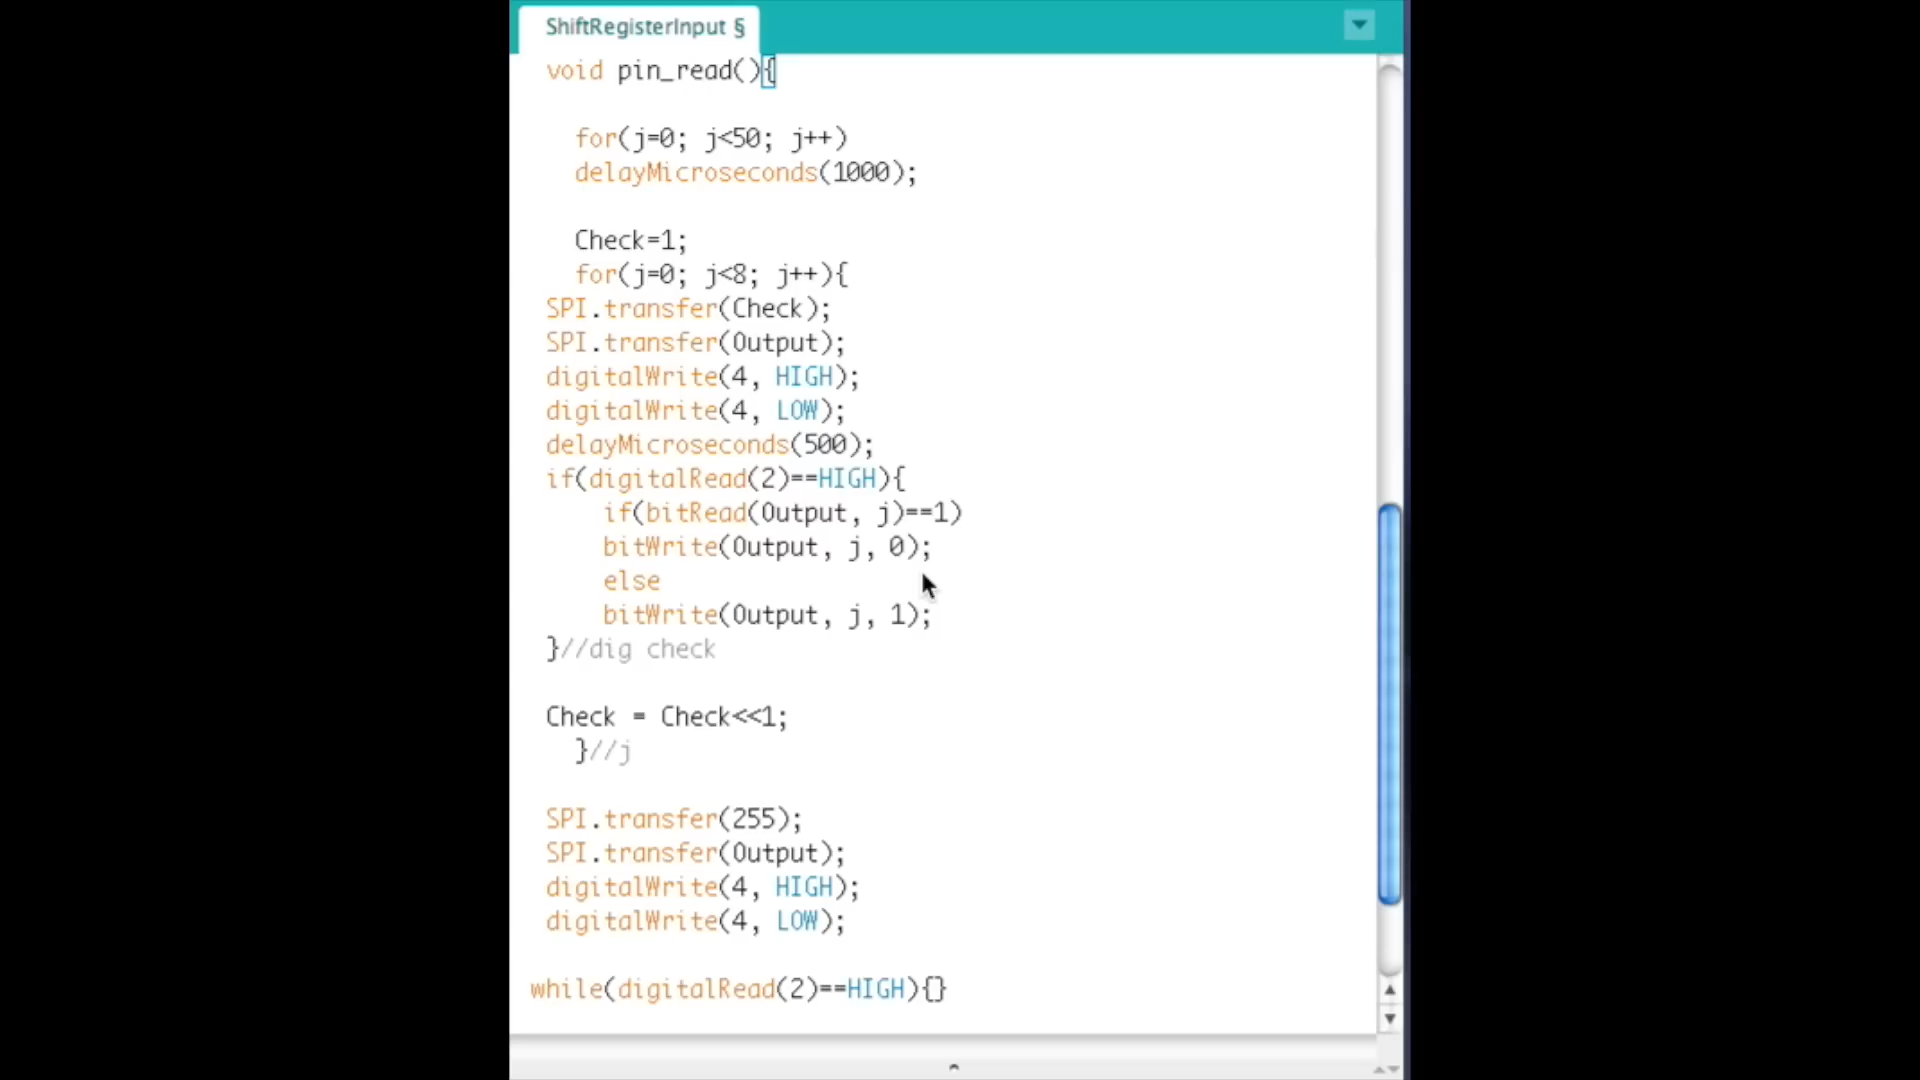 ShiftRegisterInput §
void pin_read(){
for(j=0; j<50; j++)
delayMicroseconds(1000);
Check=1;
for(j=0; j<8; j++){
SPI.transfer(Check);
SPI.transfer(Output);
digitalWrite(4, HIGH);
digitalWrite(4, LOW);
delayMicroseconds(500);
if(digitalRead(2)==HIGH){
if(bitRead(Output, j)==1)
bitWrite(Output, j, 0);
else
bitWrite(Output, j, 1);
}//dig check
Check = Check<<1;
}//j
SPI.transfer(255);
SPI.transfer(Output);
digitalWrite(4, HIGH);
digitalWrite(4, LOW);
while(digitalRead(2)==HIGH){}